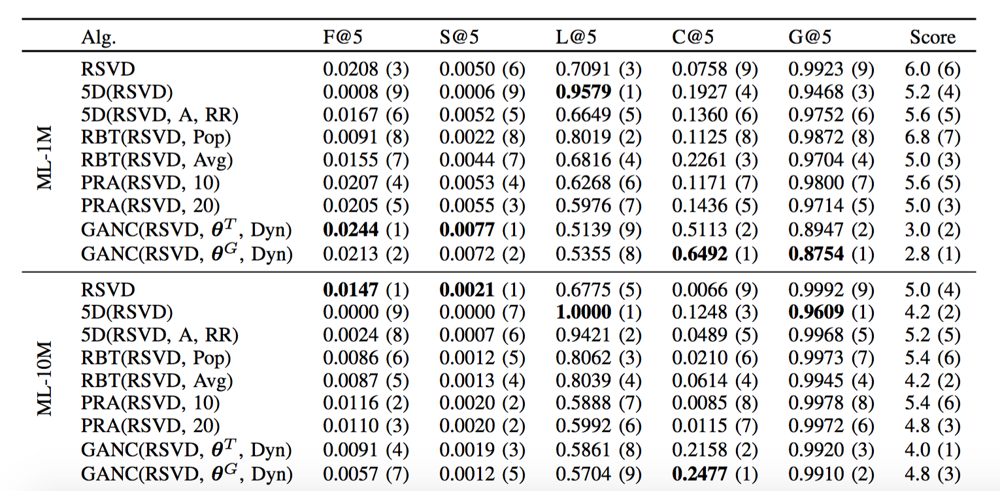 Alg. F@5 S@5 L@5 C@5 G@5 Score
ML-1M
RSVD 0.0208 (3) 0.0050 (6) 0.7091 (3) 0.0758 (9) 0.9923 (9) 6.0 (6)
5D(RSVD) 0.0008 (9) 0.0006 (9) 0.9579 (1) 0.1927 (4) 0.9468 (3) 5.2 (4)
5D(RSVD, A, RR) 0.0167 (6) 0.0052 (5) 0.6649 (5) 0.1360 (6) 0.9752 (6) 5.6 (5)
RBT(RSVD, Pop) 0.0091 (8) 0.0022 (8) 0.8019 (2) 0.1125 (8) 0.9872 (8) 6.8 (7)
RBT(RSVD, Avg) 0.0155 (7) 0.0044 (7) 0.6816 (4) 0.2261 (3) 0.9704 (4) 5.0 (3)
PRA(RSVD, 10) 0.0207 (4) 0.0053 (4) 0.6268 (6) 0.1171 (7) 0.9800 (7) 5.6 (5)
PRA(RSVD, 20) 0.0205 (5) 0.0055 (3) 0.5976 (7) 0.1436 (5) 0.9714 (5) 5.0 (3)
GANC(RSVD, θ^T, Dyn) 0.0244 (1) 0.0077 (1) 0.5139 (9) 0.5113 (2) 0.8947 (2) 3.0 (2)
GANC(RSVD, θ^G, Dyn) 0.0213 (2) 0.0072 (2) 0.5355 (8) 0.6492 (1) 0.8754 (1) 2.8 (1)
ML-10M
RSVD 0.0147 (1) 0.0021 (1) 0.6775 (5) 0.0066 (9) 0.9992 (9) 5.0 (4)
5D(RSVD) 0.0000 (9) 0.0000 (7) 1.0000 (1) 0.1248 (3) 0.9609 (1) 4.2 (2)
5D(RSVD, A, RR) 0.0024 (8) 0.0007 (6) 0.9421 (2) 0.0489 (5) 0.9968 (5) 5.2 (5)
RBT(RSVD, Pop) 0.0086 (6) 0.0012 (5) 0.8062 (3) 0.0210 (6) 0.9973 (7) 5.4 (6)
RBT(RSVD, Avg) 0.0087 (5) 0.0013 (4) 0.8039 (4) 0.0614 (4) 0.9945 (4) 4.2 (2)
PRA(RSVD, 10) 0.0116 (2) 0.0020 (2) 0.5888 (7) 0.0085 (8) 0.9978 (8) 5.4 (6)
PRA(RSVD, 20) 0.0110 (3) 0.0020 (2) 0.5992 (6) 0.0115 (7) 0.9972 (6) 4.8 (3)
GANC(RSVD, θ^T, Dyn) 0.0091 (4) 0.0019 (3) 0.5861 (8) 0.2158 (2) 0.9920 (3) 4.0 (1)
GANC(RSVD, θ^G, Dyn) 0.0057 (7) 0.0012 (5) 0.5704 (9) 0.2477 (1) 0.9910 (2) 4.8 (3)